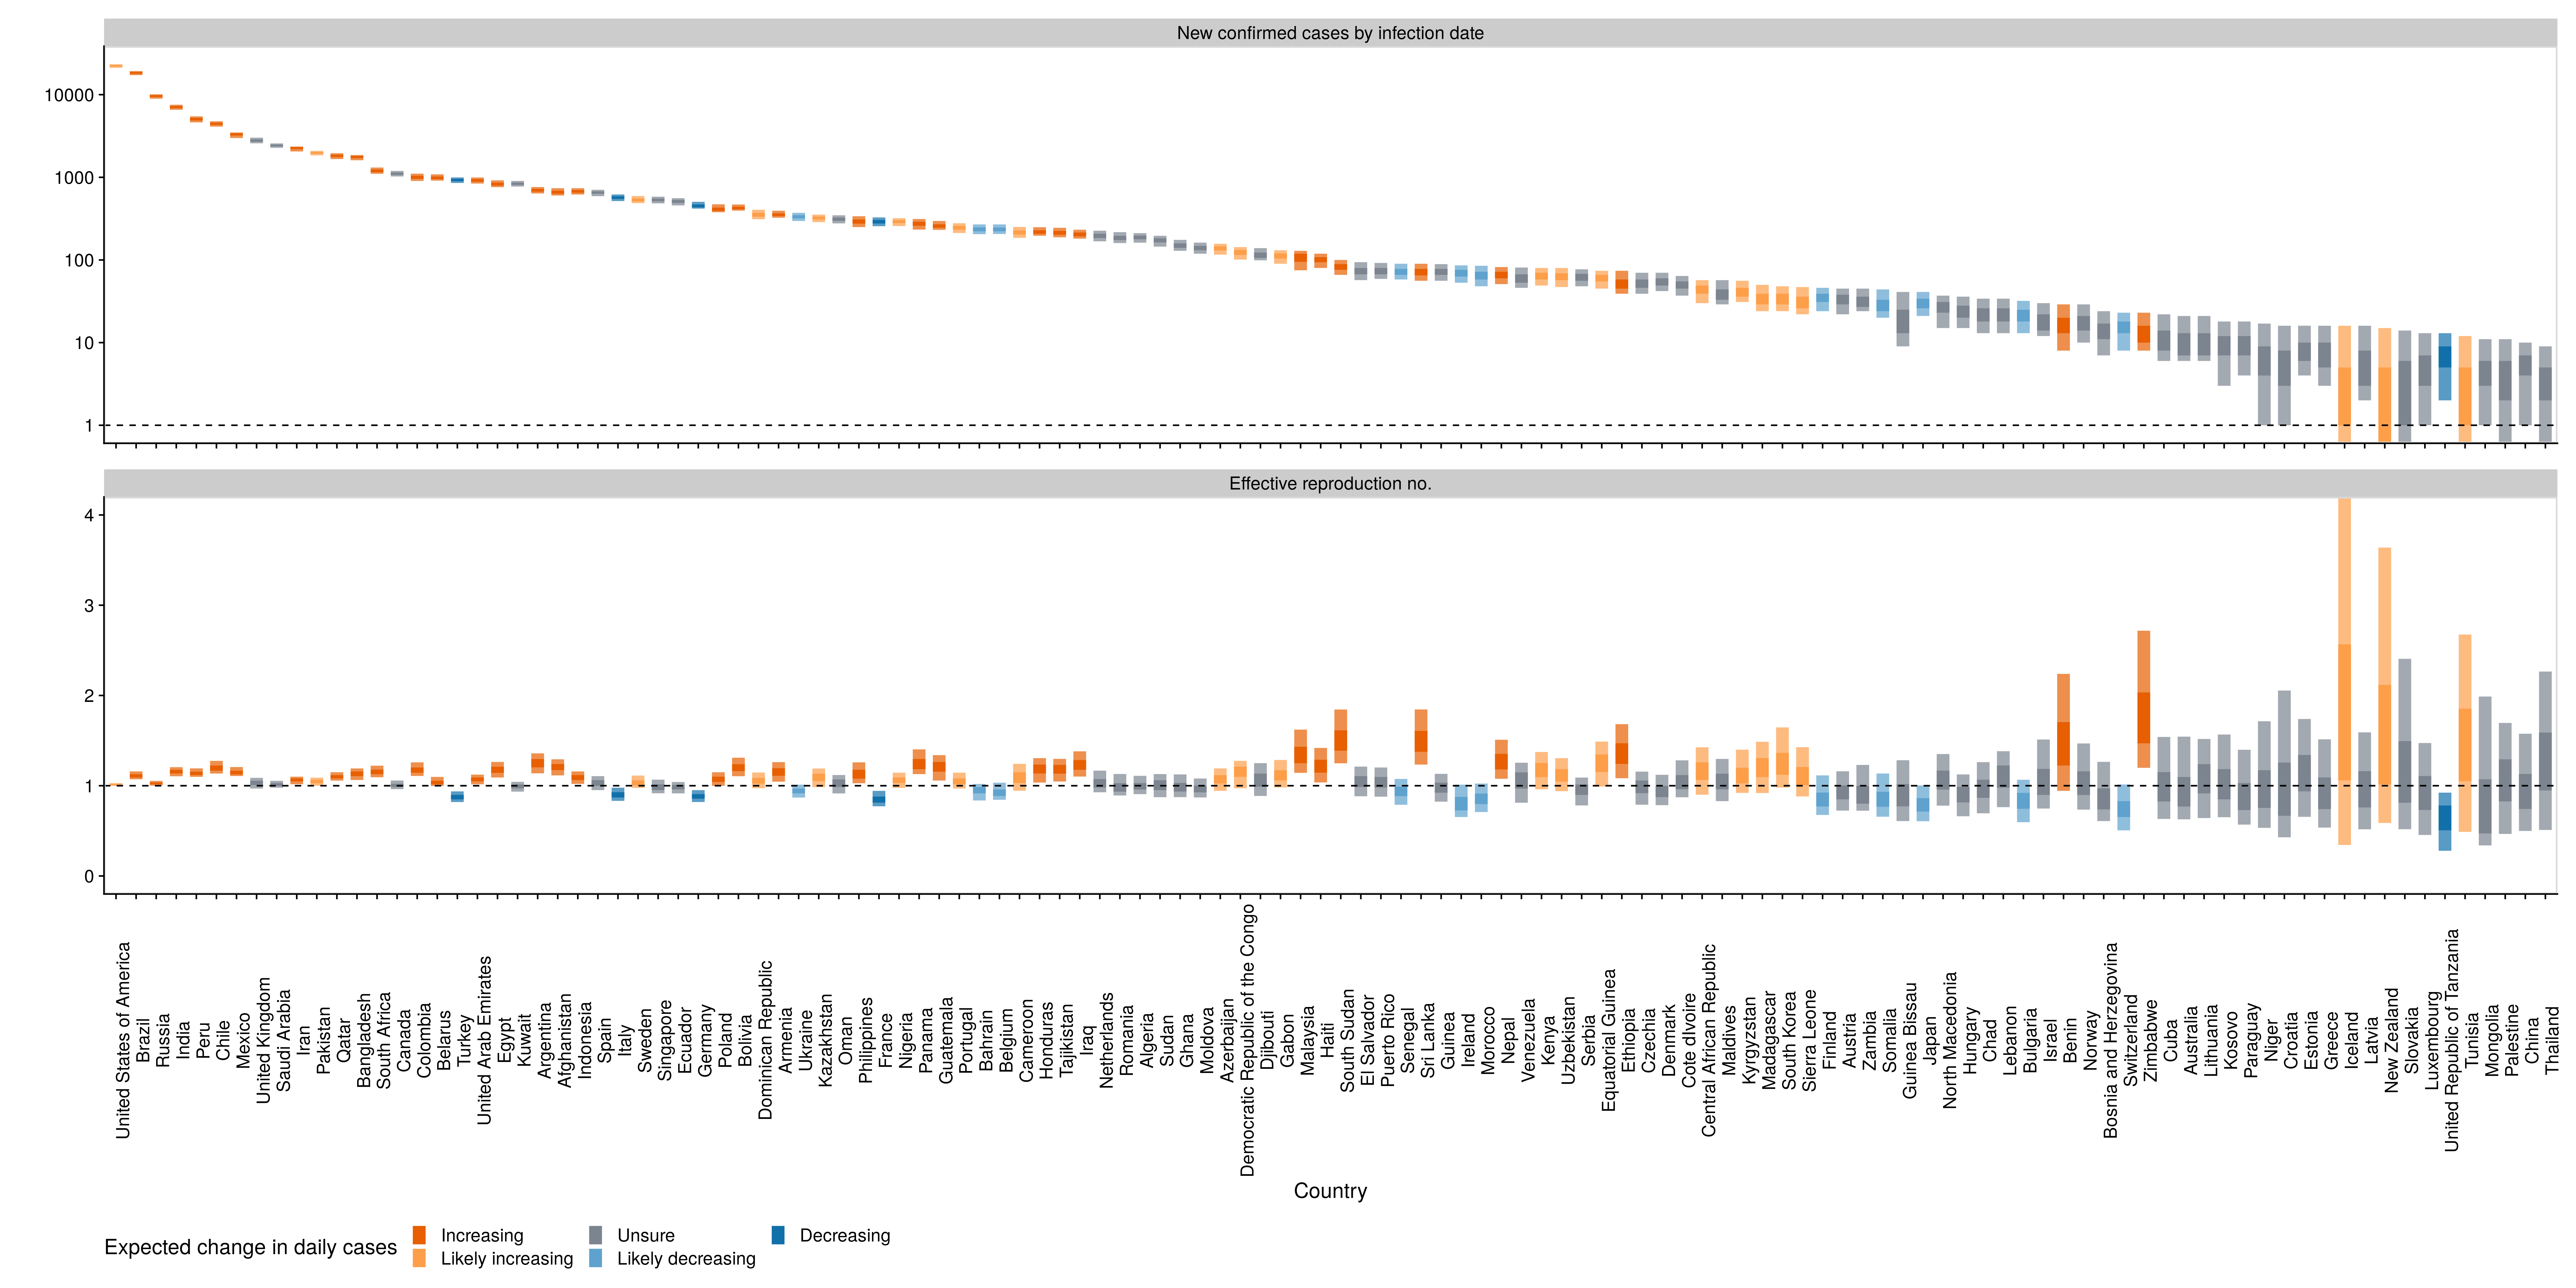 New confirmed cases by infection date
10000
1000
100
10
1
Effective reproduction no.
4
3
2
1
0
United States of America
Brazil
Russia
India
Peru
Chile
Mexico
United Kingdom
Saudi Arabia
Iran
Pakistan
Qatar
Bangladesh
South Africa
Canada
Colombia
Belarus
Turkey
United Arab Emirates
Egypt
Kuwait
Argentina
Afghanistan
Indonesia
Spain
Italy
Sweden
Singapore
Ecuador
Germany
Poland
Bolivia
Dominican Republic
Armenia
Ukraine
Kazakhstan
Oman
Philippines
France
Nigeria
Panama
Guatemala
Portugal
Bahrain
Belgium
Cameroon
Honduras
Tajikistan
Iraq
Netherlands
Romania
Algeria
Sudan
Ghana
Moldova
Azerbaijan
Democratic Republic of the Congo
Djibouti
Gabon
Malaysia
Haiti
South Sudan
El Salvador
Puerto Rico
Senegal
Sri Lanka
Guinea
Ireland
Morocco
Nepal
Venezuela
Kenya
Uzbekistan
Serbia
Equatorial Guinea
Ethiopia
Czechia
Denmark
Cote dIvoire
Central African Republic
Maldives
Kyrgyzstan
Madagascar
South Korea
Sierra Leone
Finland
Austria
Zambia
Somalia
Guinea Bissau
Japan
North Macedonia
Hungary
Chad
Lebanon
Bulgaria
Israel
Benin
Norway
Bosnia and Herzegovina
Switzerland
Zimbabwe
Cuba
Australia
Lithuania
Kosovo
Paraguay
Niger
Croatia
Estonia
Greece
Iceland
Latvia
New Zealand
Slovakia
Luxembourg
United Republic of Tanzania
Tunisia
Mongolia
Palestine
China
Thailand
Country
Expected change in daily cases
Increasing
Likely increasing
Unsure
Likely decreasing
Decreasing